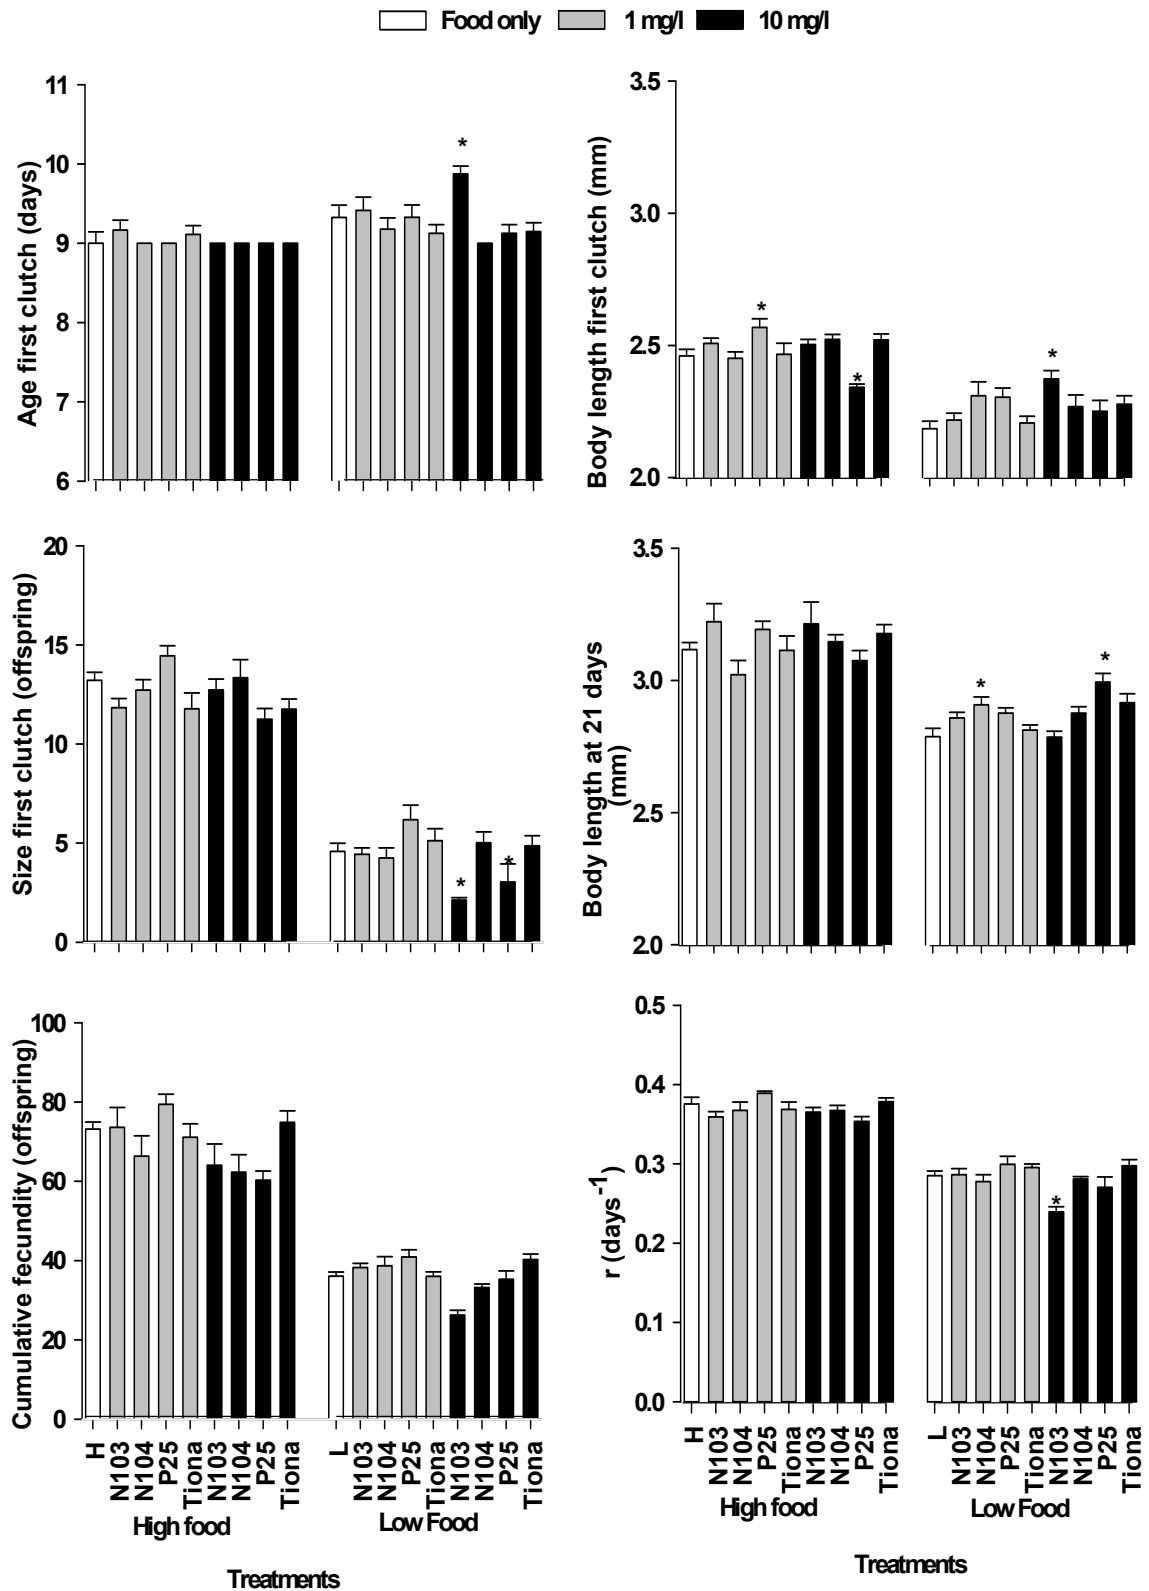 Food only 1 mg/l 10 mg/l
Age first clutch (days)
11
10
9
8
7
6
*
Body length first clutch (mm)
3.5
3.0
2.5
2.0
*
*
*
Size first clutch (offspring)
20
15
10
5
0
*
*
Body length at 21 days
(mm)
3.5
3.0
2.5
2.0
*
*
Cumulative fecundity (offspring)
100
80
60
40
20
0
H N103 N104 P25 Tiona N103 N104 P25 Tiona
L N103 N104 P25 Tiona N103 N104 P25 Tiona
High food Low Food
Treatments
r (days-1)
0.5
0.4
0.3
0.2
0.1
0.0
*
H N103 N104 P25 Tiona N103 N104 P25 Tiona
L N103 N104 P25 Tiona N103 N104 P25 Tiona
High food Low Food
Treatments